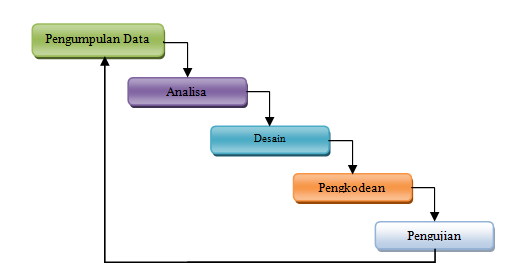 Pengumpulan Data
Analisa
Desain
Pengkodean
Pengujian